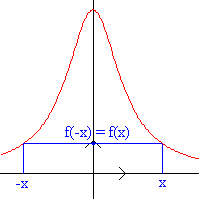 f(-x) = f(x)
-x x